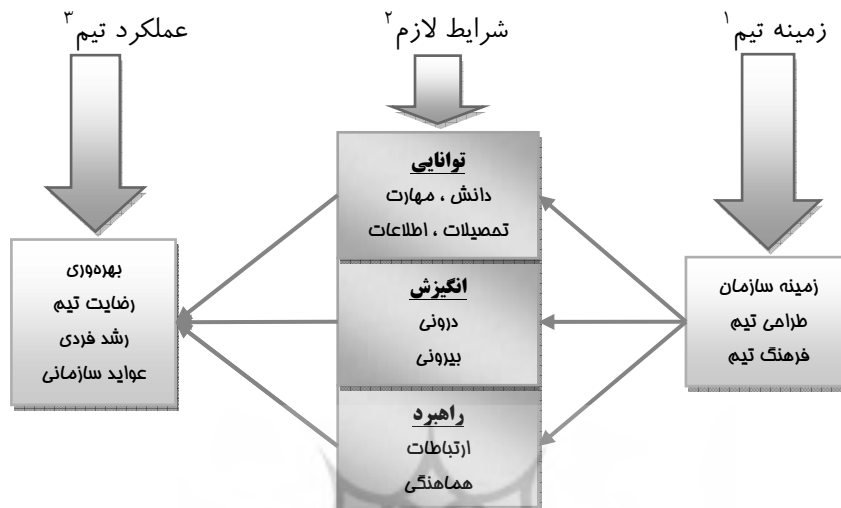 زمینه تیم۱
شرایط لازم۲
عملکرد تیم۳
زمینه سازمان
طراحی تیم
فرهنگ تیم
توانایی
دانش ، مهارت
تحصیلات ، اطلاعات
انگیزش
درونی
بیرونی
راهبرد
ارتباطات
هماهنگی
بهره‌وری
رضایت تیم
رشد فردی
عواید سازمانی